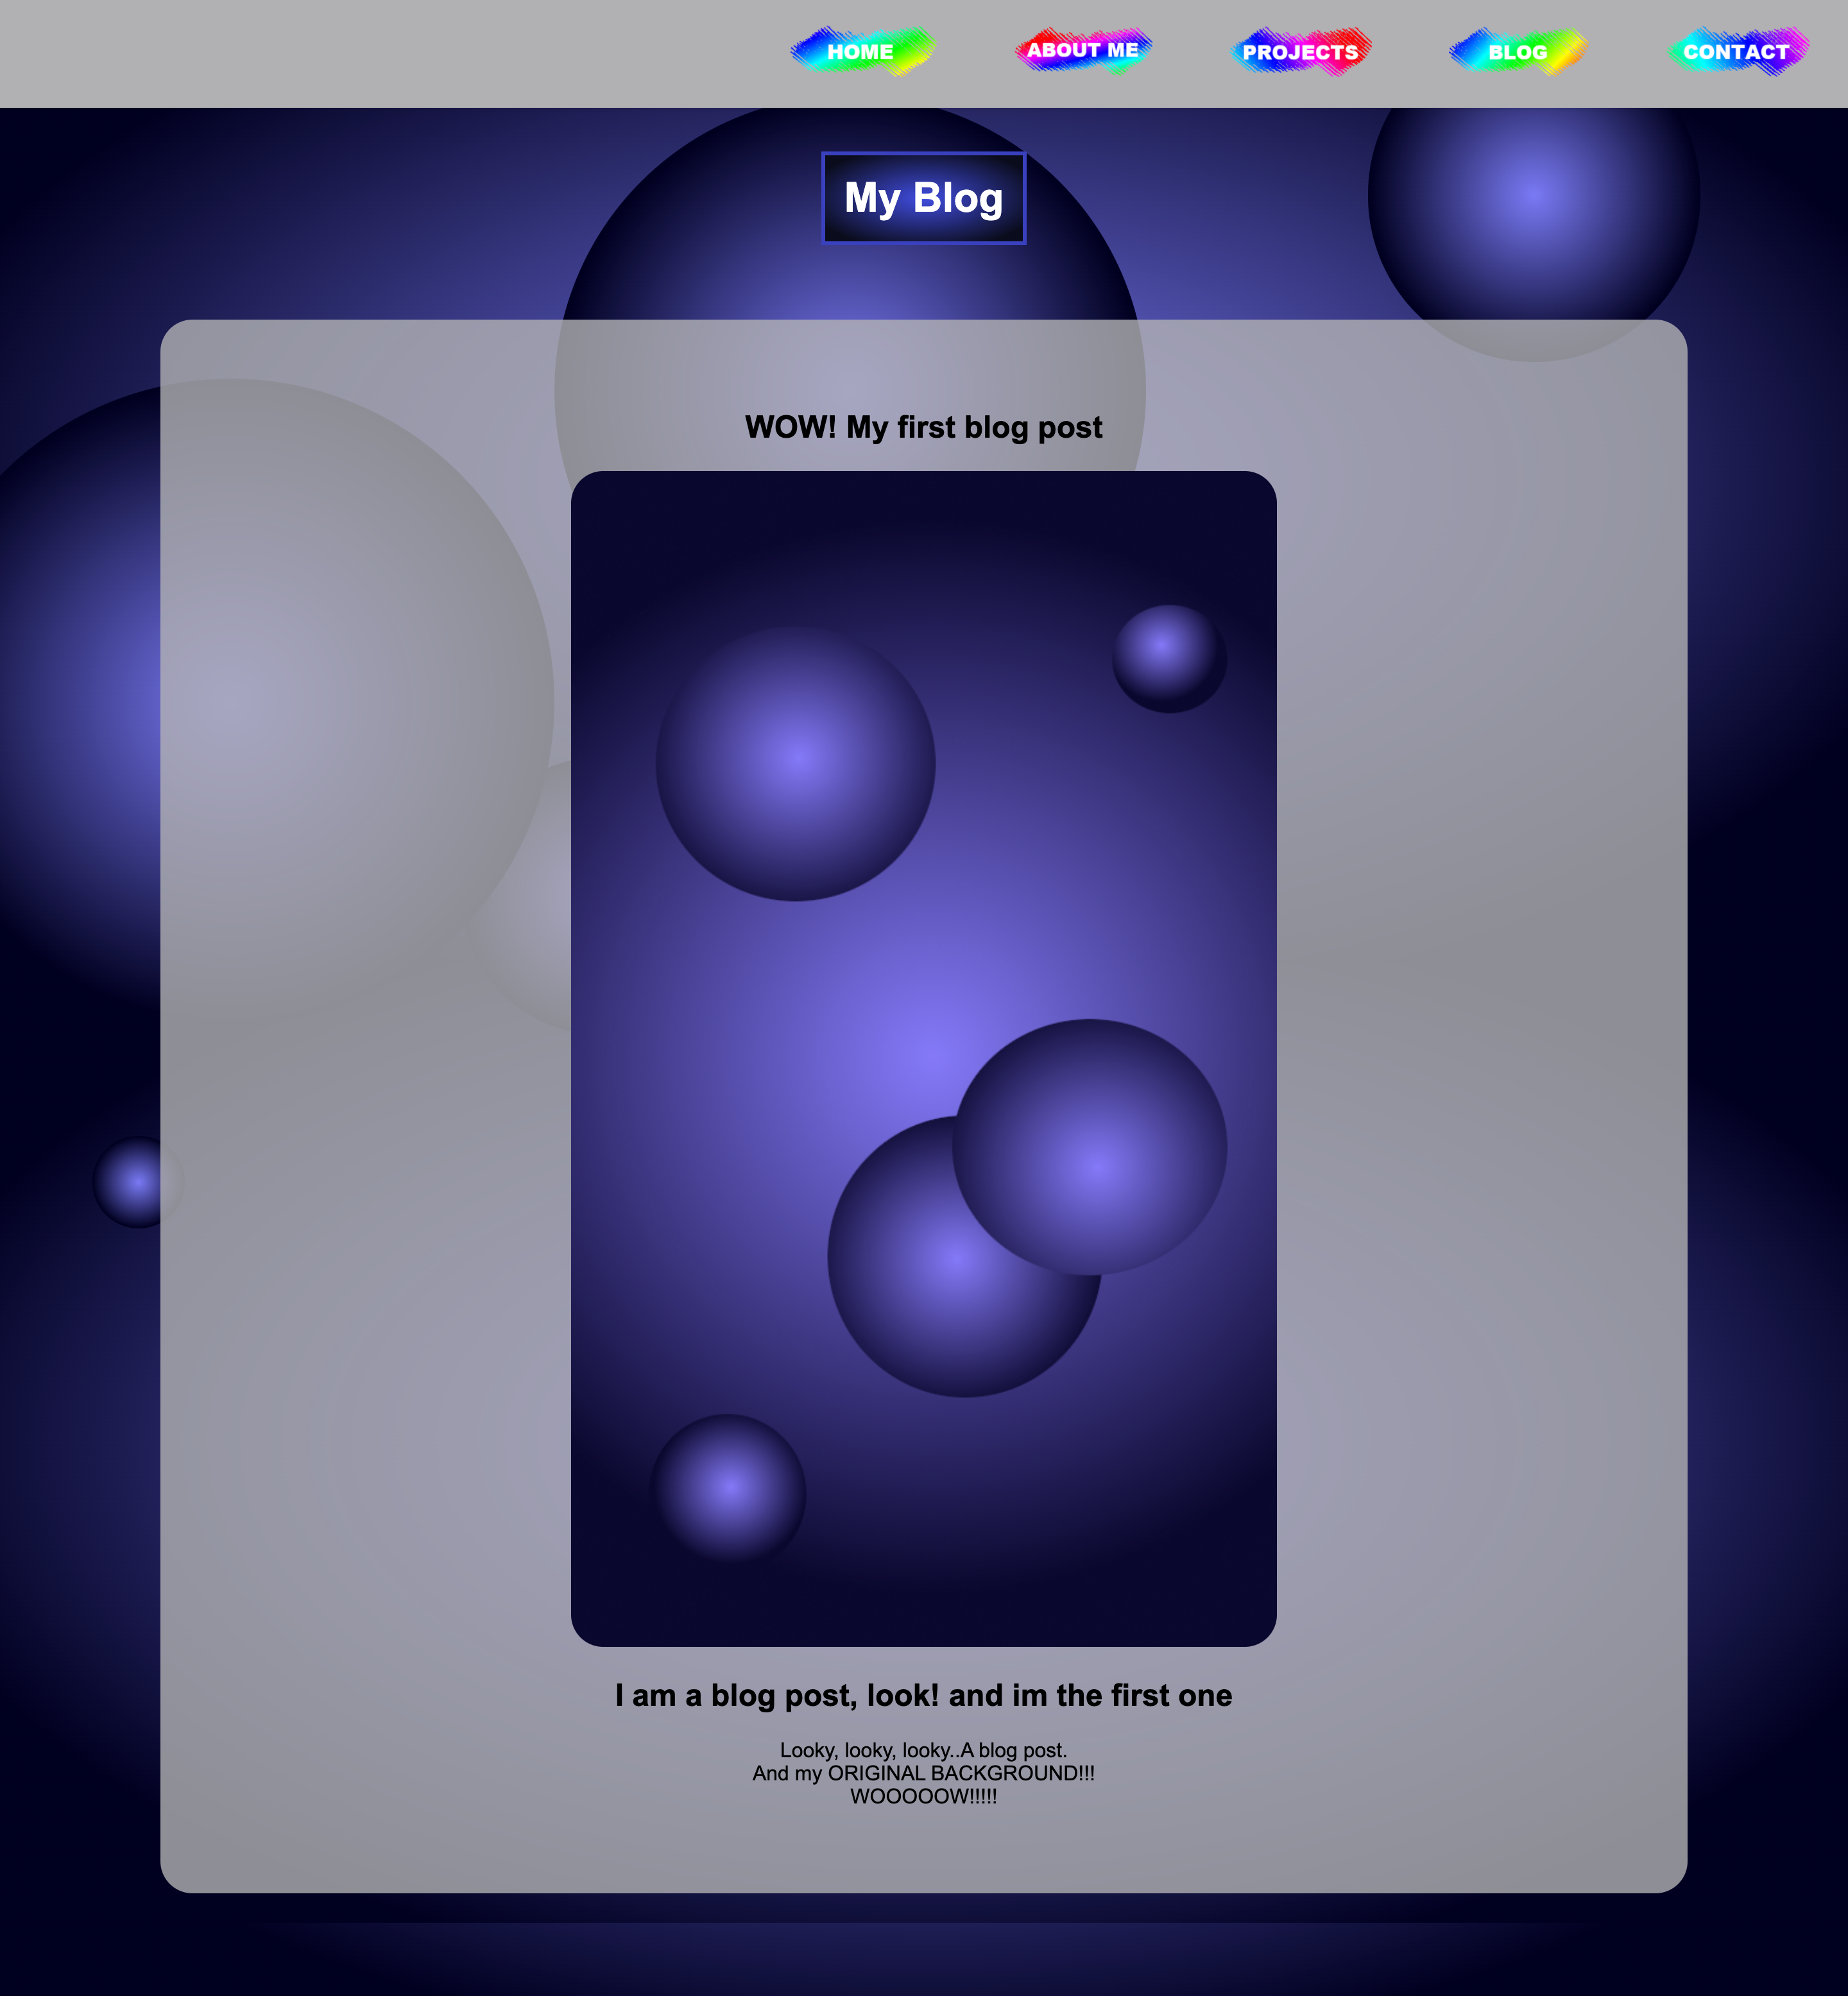 HOME ABOUT ME PROJECTS BLOG CONTACT
My Blog
WOW! My first blog post
I am a blog post, look! and im the first one
Looky, looky, looky..A blog post.
And my ORIGINAL BACKGROUND!!!
WOOOOOW!!!!!